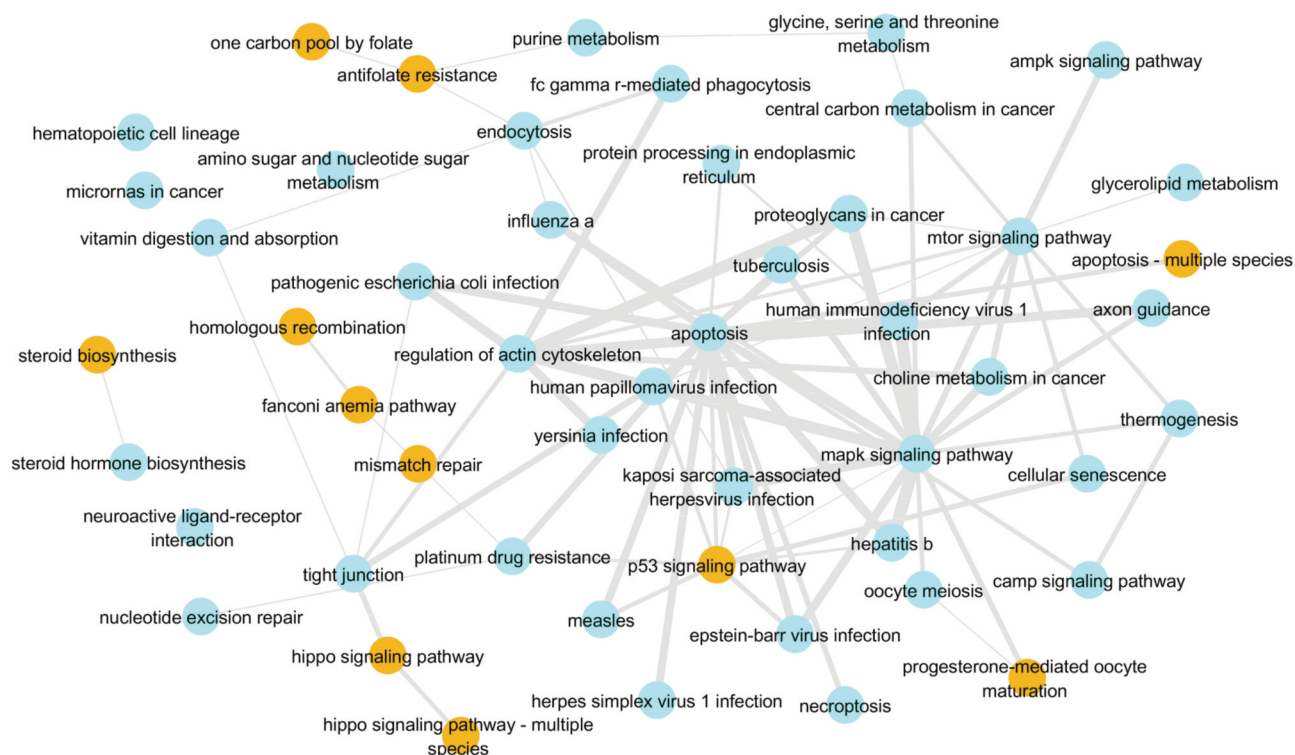 one carbon pool by folate
purine metabolism
glycine, serine and threonine
metabolism
antifolate resistance
ampk signaling pathway
fc gamma r-mediated phagocytosis
central carbon metabolism in cancer
hematopoietic cell lineage
endocytosis
amino sugar and nucleotide sugar
metabolism
protein processing in endoplasmic
reticulum
micrornas in cancer
glycerolipid metabolism
influenza a
proteoglycans in cancer
vitamin digestion and absorption
mtor signaling pathway
tuberculosis
apoptosis - multiple species
pathogenic escherichia coli infection
human immunodeficiency virus 1
infection
axon guidance
homologous recombination
apoptosis
steroid biosynthesis
regulation of actin cytoskeleton
human papillomavirus infection
choline metabolism in cancer
fanconi anemia pathway
thermogenesis
yersinia infection
steroid hormone biosynthesis
mismatch repair
mapk signaling pathway
kaposi sarcoma-associated
herpesvirus infection
cellular senescence
neuroactive ligand-receptor
interaction
platinum drug resistance
hepatitis b
tight junction
p53 signaling pathway
oocyte meiosis
camp signaling pathway
nucleotide excision repair
measles
epstein-barr virus infection
hippo signaling pathway
progesterone-mediated oocyte
maturation
herpes simplex virus 1 infection
necroptosis
hippo signaling pathway - multiple
species